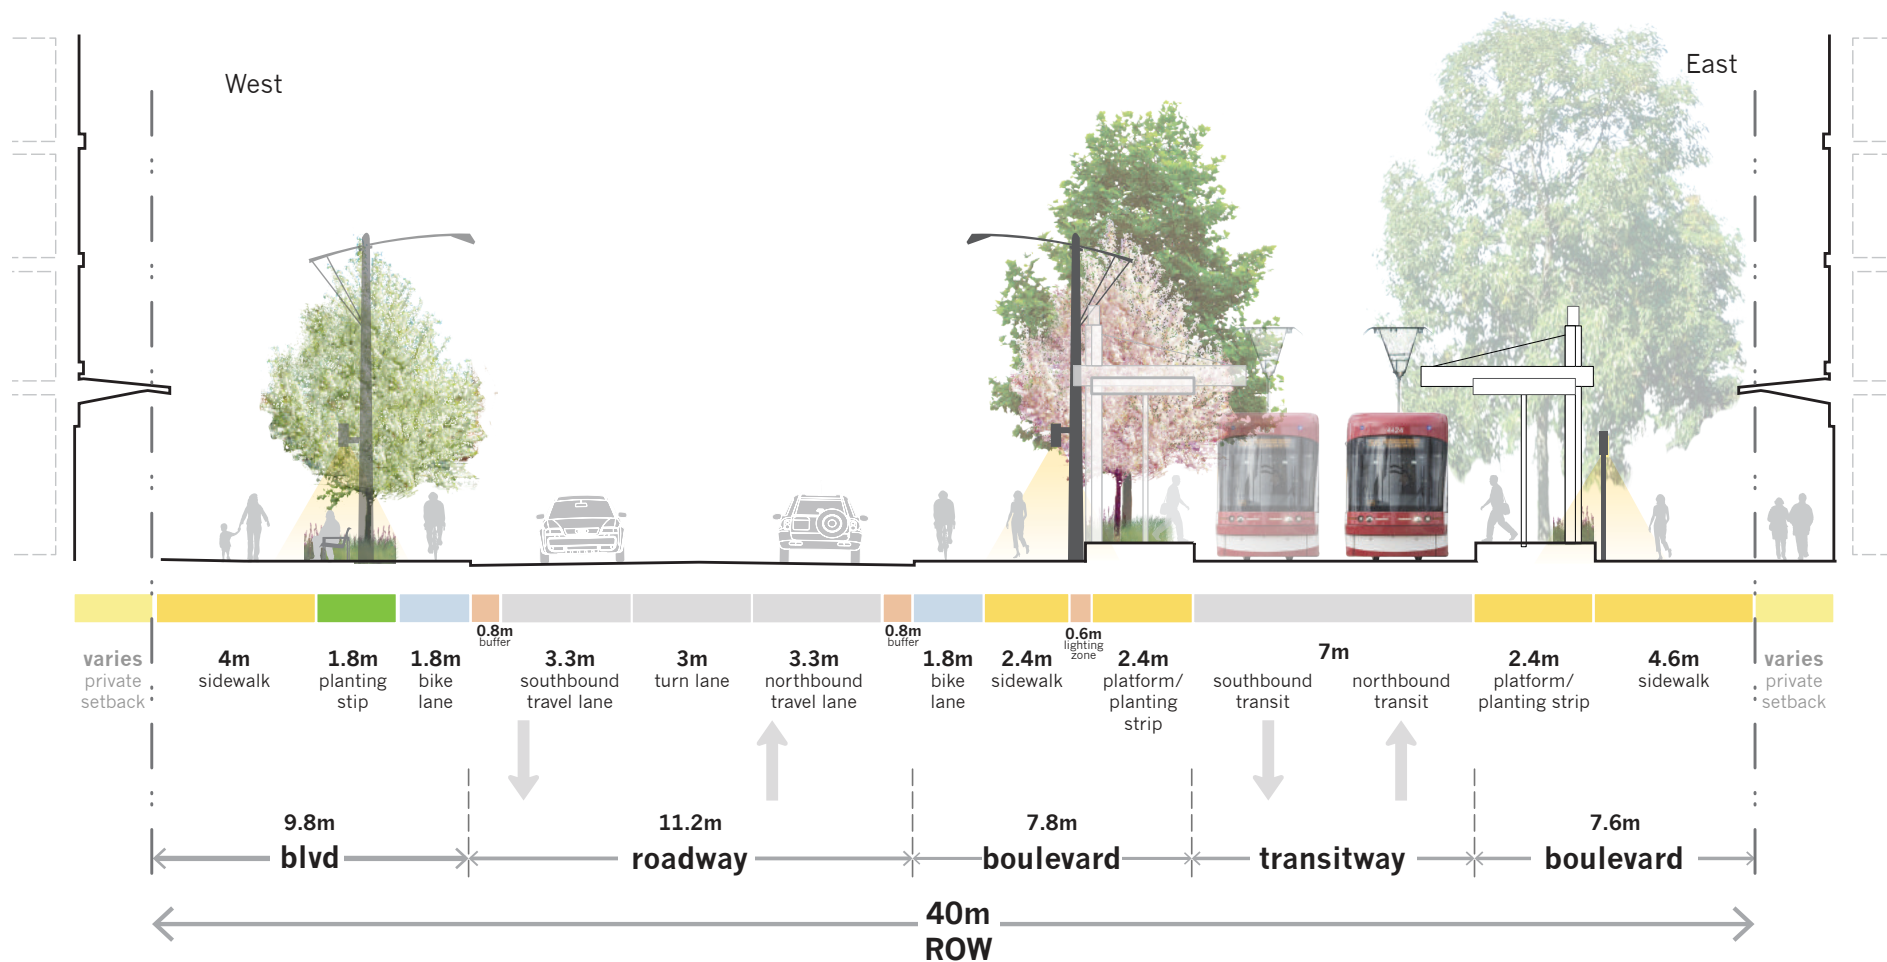 West
East
0.8m
buffer
0.8m
buffer
0.6m
lighting
zone
varies
private
setback
4m
sidewalk
1.8m
planting
stip
1.8m
bike
lane
3.3m
southbound
travel lane
3m
turn lane
3.3m
northbound
travel lane
1.8m
bike
lane
2.4m
sidewalk
2.4m
platform/
planting
strip
7m
southbound
transit
northbound
transit
2.4m
platform/
planting strip
4.6m
sidewalk
varies
private
setback
9.8m
blvd
11.2m
roadway
7.8m
boulevard
transitway
7.6m
boulevard
40m
ROW